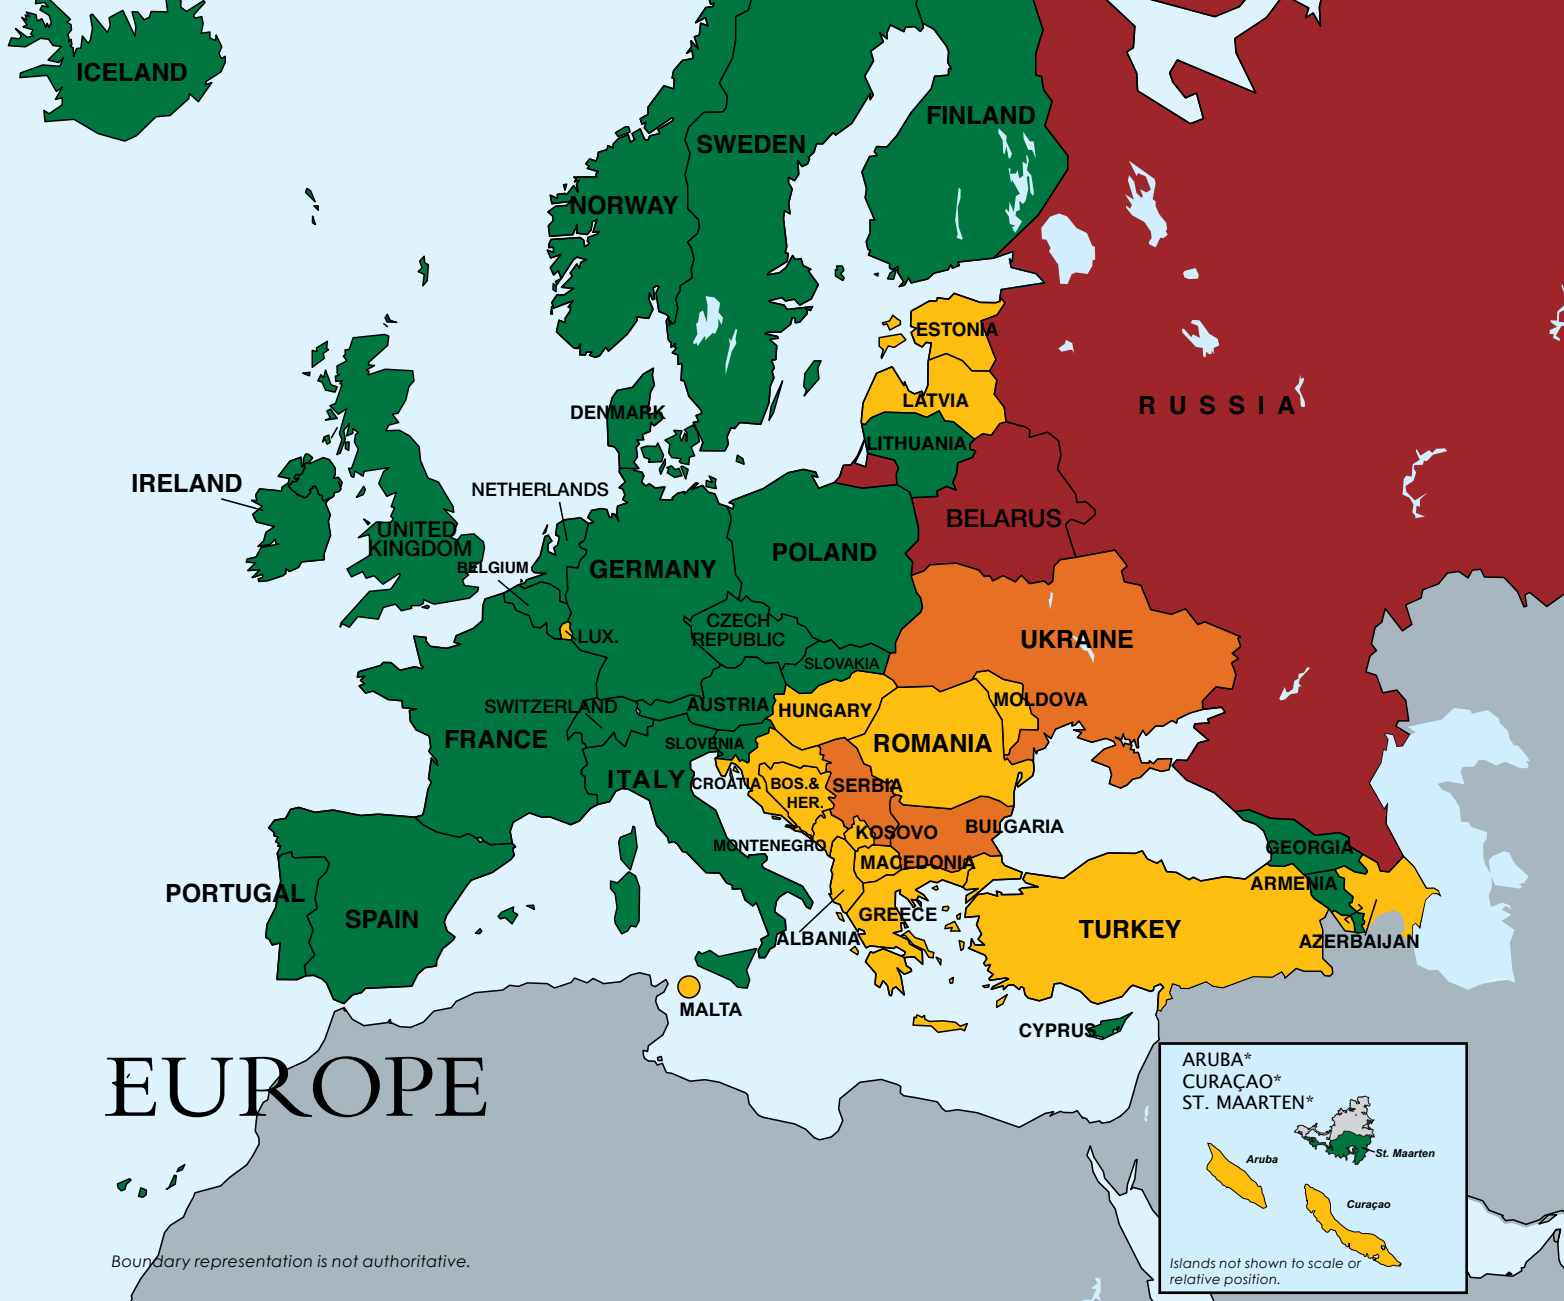 ICELAND
FINLAND
SWEDEN
NORWAY
ESTONIA
RUSSIA
LATVIA
DENMARK
LITHUANIA
IRELAND
NETHERLANDS
BELARUS
UNITED
KINGDOM
POLAND
BELGIUM
GERMANY
CZECH
REPUBLIC
LUX.
UKRAINE
SLOVAKIA
SWITZERLAND
AUSTRIA
HUNGARY
MOLDOVA
FRANCE
SLOVENIA
ROMANIA
ITALY
CROATIA
BOS.&
HER.
SERBIA
KOSOVO
BULGARIA
MONTENEGRO
GEORGIA
MACEDONIA
ARMENIA
PORTUGAL
SPAIN
GREECE
TURKEY
ALBANIA
AZERBAIJAN
MALTA
CYPRUS
EUROPE
ARUBA*
CURAÇAO*
ST. MAARTEN*
St. Maarten
Aruba
Curaçao
Islands not shown to scale or
relative position.
Boundary representation is not authoritative.